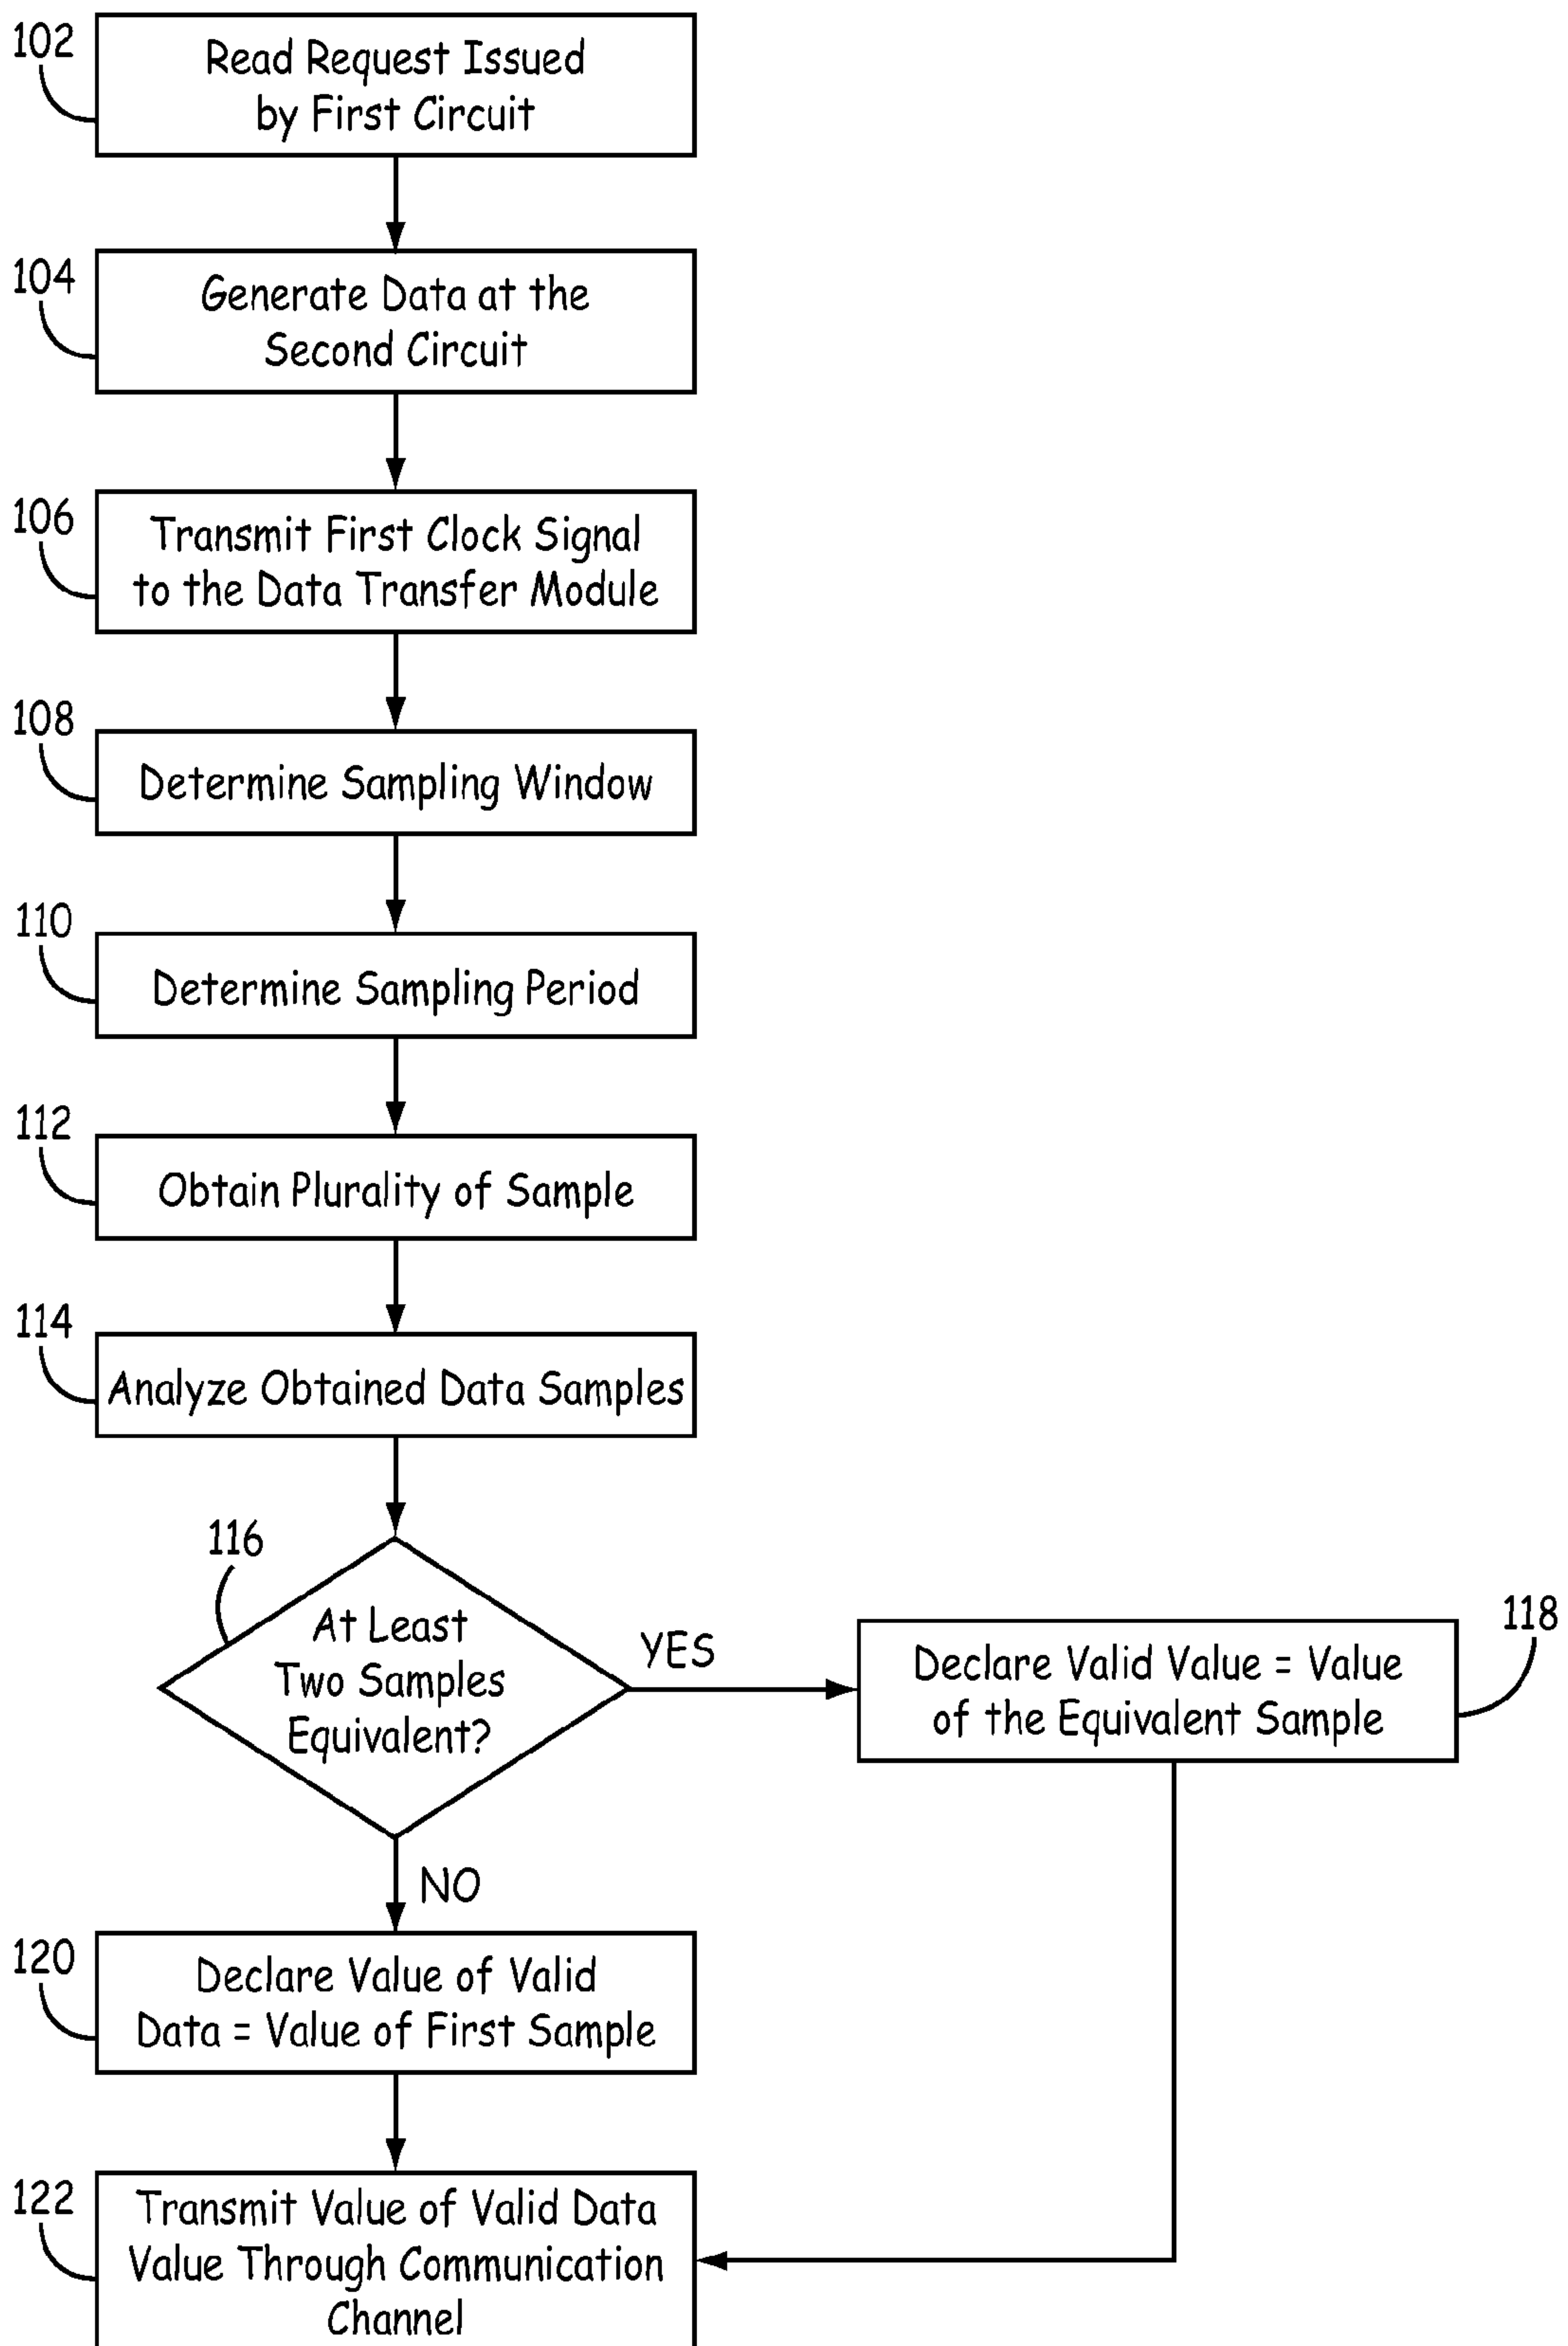 102
Read Request Issued
by First Circuit
104
Generate Data at the
Second Circuit
106
Transmit First Clock Signal
to the Data Transfer Module
108
Determine Sampling Window
110
Determine Sampling Period
112
Obtain Plurality of Sample
114
Analyze Obtained Data Samples
116
At Least
Two Samples
Equivalent?
YES
118
Declare Valid Value = Value
of the Equivalent Sample
NO
120
Declare Value of Valid
Data = Value of First Sample
122
Transmit Value of Valid Data
Value Through Communication
Channel